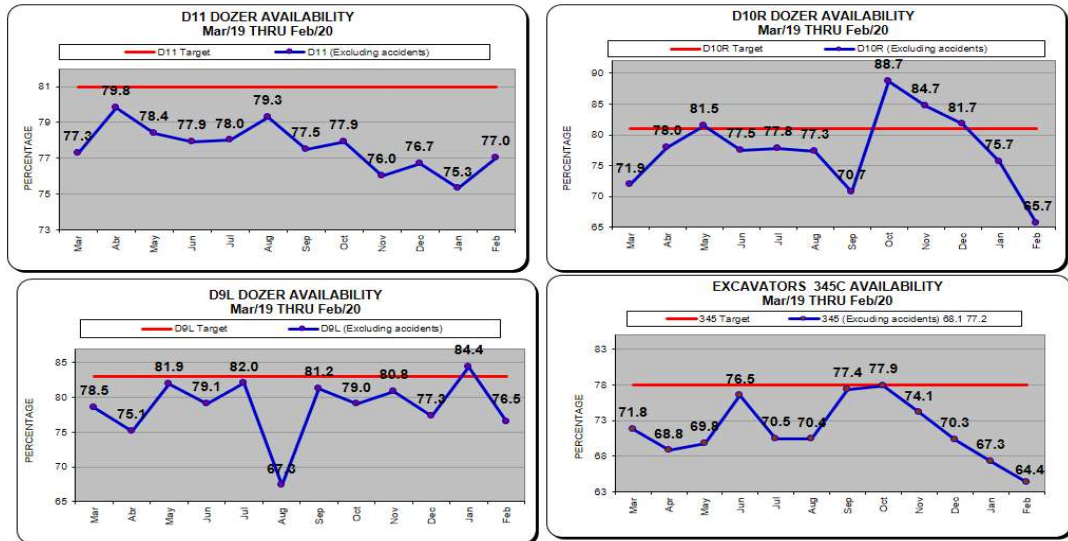 D11 DOZER AVAILABILITY
Mar/19 THRU Feb/20
D11 Target D11 (Excluding accidents)
PERCENTAGE
81
79
77
75
73
77.3 79.8 78.4 77.9 78.0 79.3 77.5 77.9 76.0 76.7 75.3 77.0
Mar Abr May Jun Jul Aug Sep Oct Nov Dec Jan Feb
D10R DOZER AVAILABILITY
Mar/19 THRU Feb/20
D10R Target D10R (Excluding accidents)
PERCENTAGE
90
85
80
75
70
65
71.9 78.0 81.5 77.5 77.8 77.3 70.7 88.7 84.7 81.7 75.7 65.7
Mar Abr May Jun Jul Aug Sep Oct Nov Dec Jan Feb
D9L DOZER AVAILABILITY
Mar/19 THRU Feb/20
D9L Target D9L (Excluding accidents)
PERCENTAGE
85
80
75
70
65
78.5 75.1 81.9 79.1 82.0 67.3 81.2 79.0 80.8 77.3 84.4 76.5
Mar Abr May Jun Jul Aug Sep Oct Nov Dec Jan Feb
EXCAVATORS 345C AVAILABILITY
Mar/19 THRU Feb/20
345 Target 345 (Excuding accidents) 68.1 77.2
PERCENTAGE
83
78
73
68
63
71.8 68.8 69.8 76.5 70.5 70.4 77.4 77.9 74.1 70.3 67.3 64.4
Mar Apr May Jun Jul Aug Sep Oct Nov Dec Jan Feb